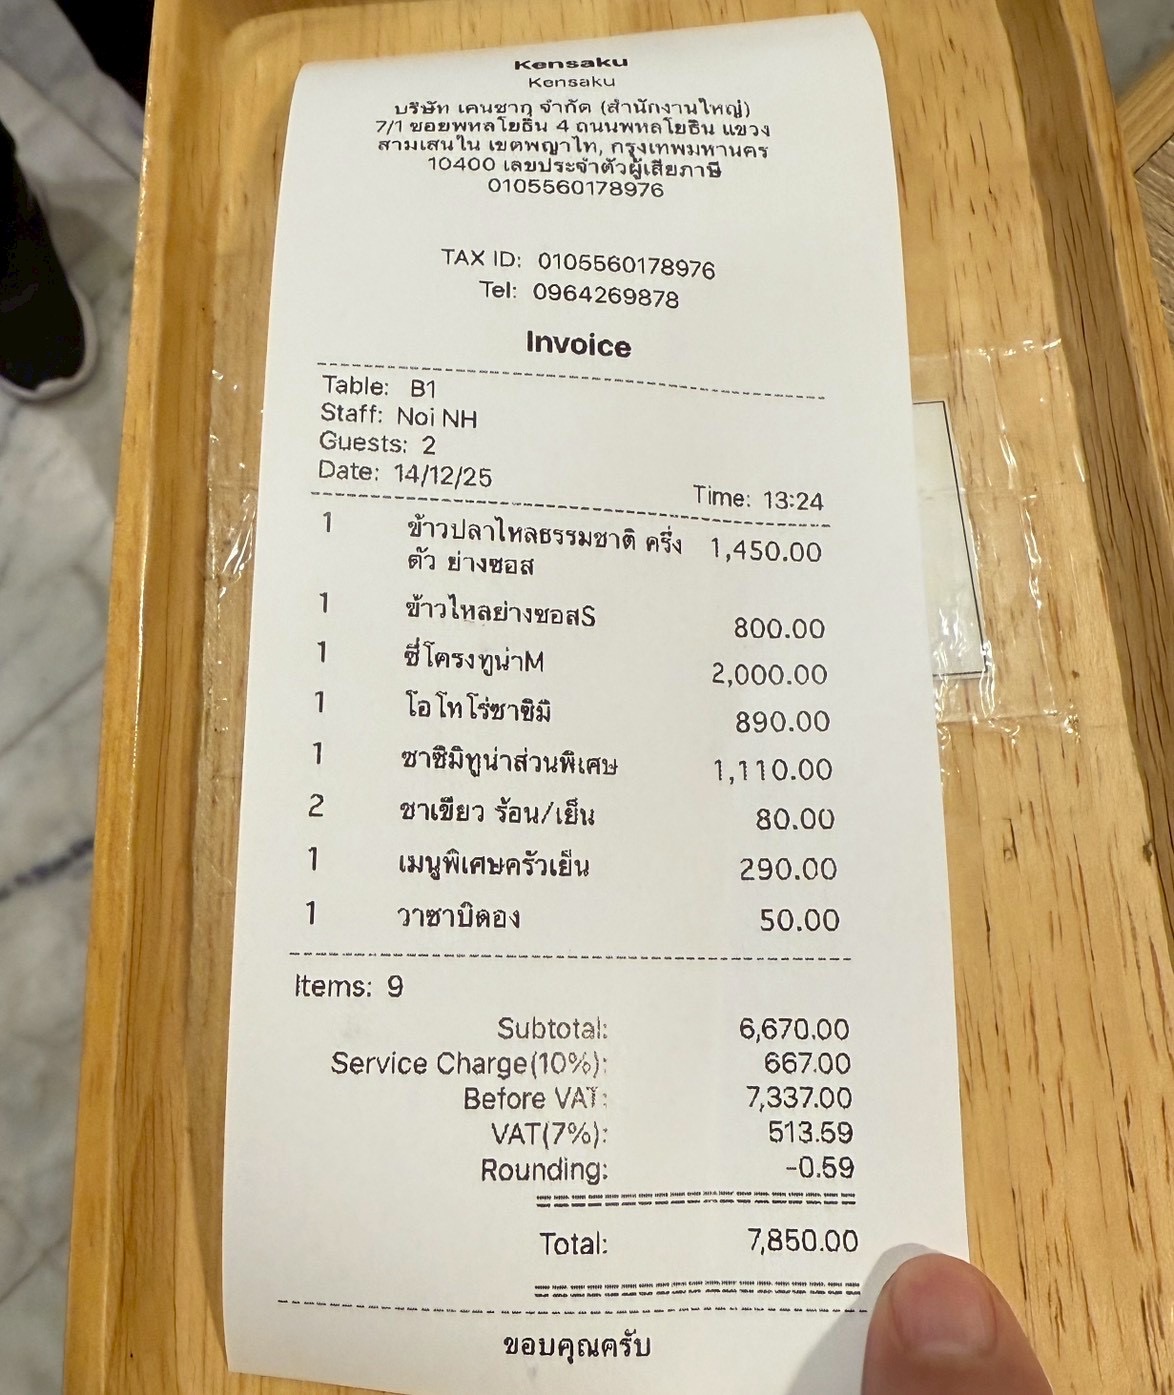 Kensaku
Kensaku
บริษัท เคนซากุ จำกัด (สำนักงานใหญ่)
7/1 ซอยพหลโยธิน 4 ถนนพหลโยธิน แขวง
สามเสนใน เขตพญาไท, กรุงเทพมหานคร
10400 เลขประจำตัวผู้เสียภาษี
0105560178976
TAX ID: 0105560178976
Tel: 0964269878
Invoice
Table: B1
Staff: Noi NH
Guests: 2
Date: 14/12/25 Time: 13:24
1 ข้าวปลาไหลธรรมชาติ ครึ่ง 1,450.00
ตัว ย่างซอส
1 ข้าวไหลย่างซอสS 800.00
1 ซี่โครงทูน่าM 2,000.00
1 โอโทโร่ซาชิมิ 890.00
1 ซาชิมิทูน่าส่วนพิเศษ 1,110.00
2 ชาเขียว ร้อน/เย็น 80.00
1 เมนูพิเศษครัวเย็น 290.00
1 วาซาบิดอง 50.00
Items: 9
Subtotal: 6,670.00
Service Charge(10%): 667.00
Before VAT: 7,337.00
VAT(7%): 513.59
Rounding: -0.59
Total: 7,850.00
ขอบคุณครับ